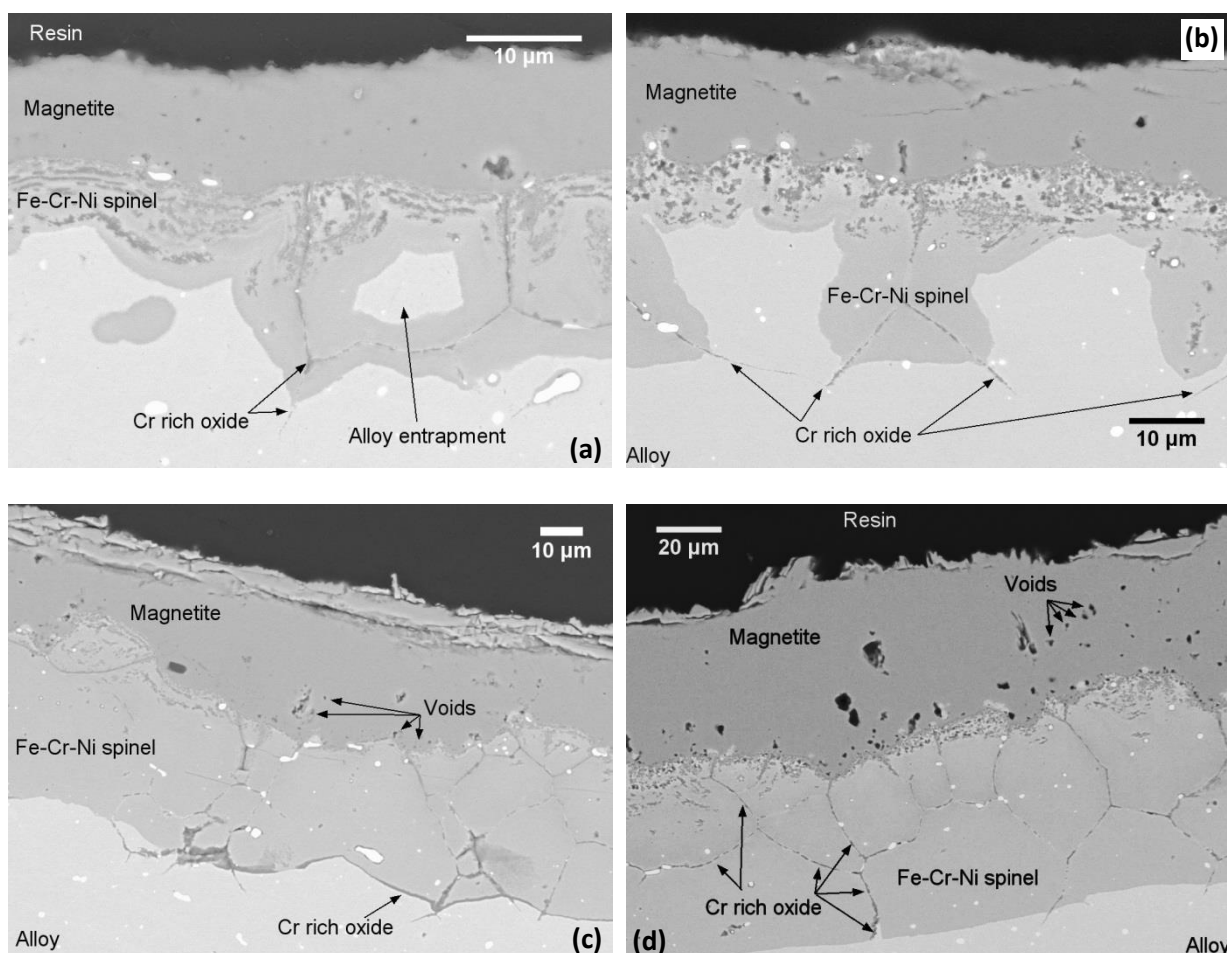 Resin
10 µm
Magnetite
Fe-Cr-Ni spinel
Cr rich oxide
Alloy entrapment
(a)
(b)
Magnetite
Fe-Cr-Ni spinel
Cr rich oxide
10 µm
Alloy
10 µm
Magnetite
Voids
Fe-Cr-Ni spinel
Cr rich oxide
Alloy
(c)
20 µm
Resin
Voids
Magnetite
Fe-Cr-Ni spinel
Cr rich oxide
(d)
Alloy